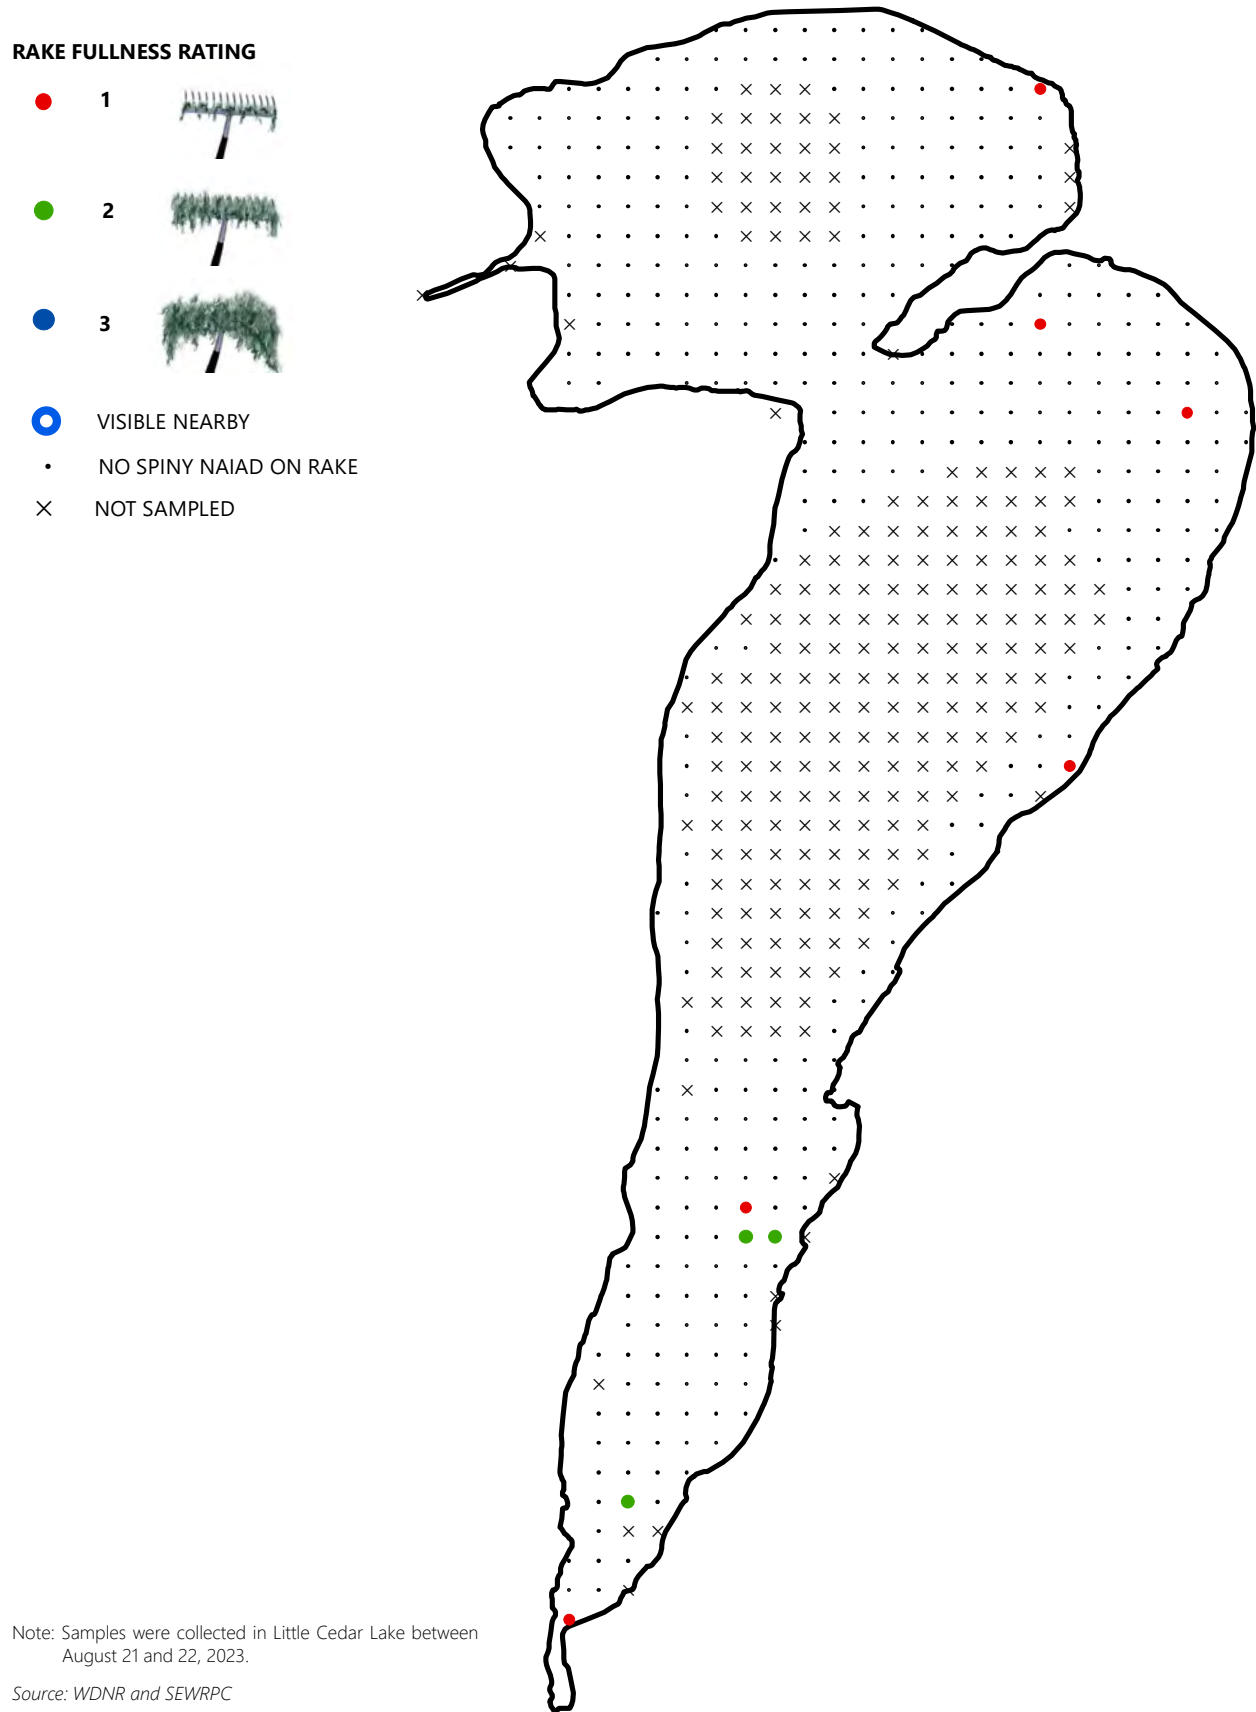 RAKE FULLNESS RATING
1
2
3
VISIBLE NEARBY
NO SPINY NAIAD ON RAKE
NOT SAMPLED
Note: Samples were collected in Little Cedar Lake between
August 21 and 22, 2023.
Source: WDNR and SEWRPC